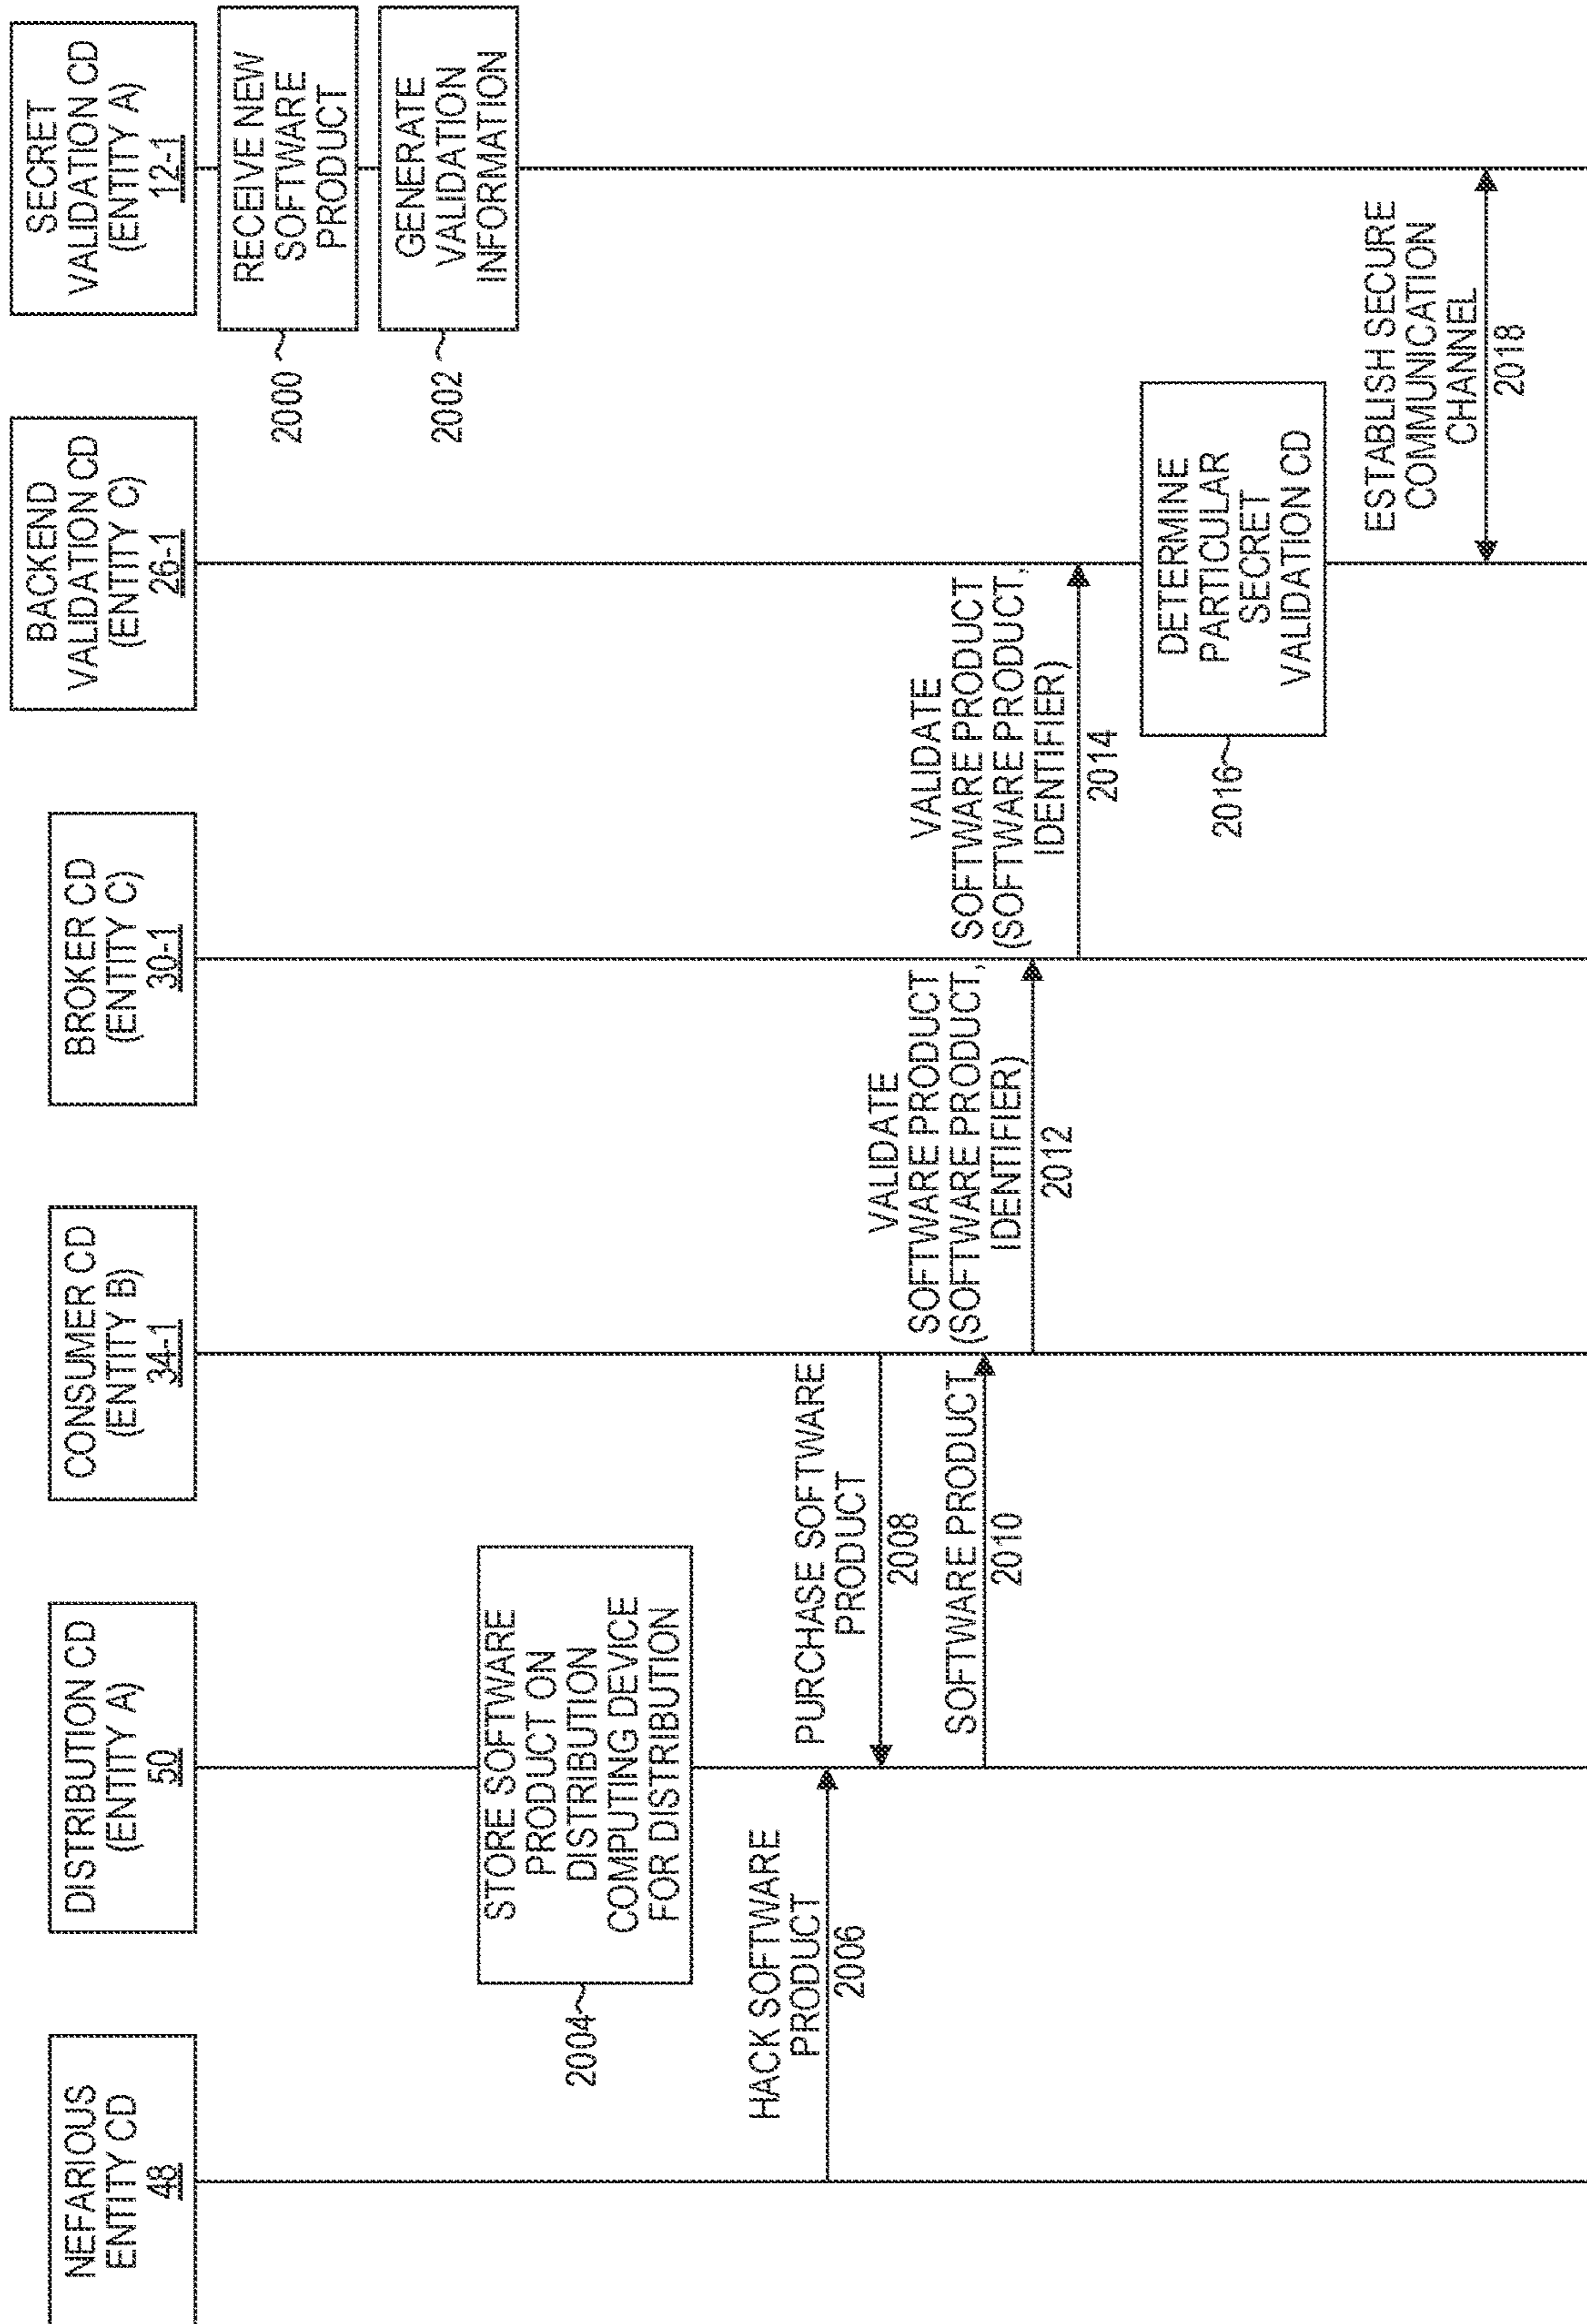 NEFARIOUS
ENTITY CD
48
DISTRIBUTION CD
(ENTITY A)
50
CONSUMER CD
(ENTITY B)
34-1
BROKER CD
(ENTITY C)
30-1
BACKEND
VALIDATION CD
(ENTITY C)
26-1
SECRET
VALIDATION CD
(ENTITY A)
12-1
RECEIVE NEW
SOFTWARE
PRODUCT
2000
GENERATE
VALIDATION
INFORMATION
2002
STORE SOFTWARE
PRODUCT ON
DISTRIBUTION
COMPUTING DEVICE
FOR DISTRIBUTION
2004
HACK SOFTWARE
PRODUCT
2006
PURCHASE SOFTWARE
PRODUCT
2008
SOFTWARE PRODUCT
2010
VALIDATE
SOFTWARE PRODUCT
(SOFTWARE PRODUCT,
IDENTIFIER)
2012
VALIDATE
SOFTWARE PRODUCT
(SOFTWARE PRODUCT,
IDENTIFIER)
2014
DETERMINE
PARTICULAR
SECRET
VALIDATION CD
2016
ESTABLISH SECURE
COMMUNICATION
CHANNEL
2018